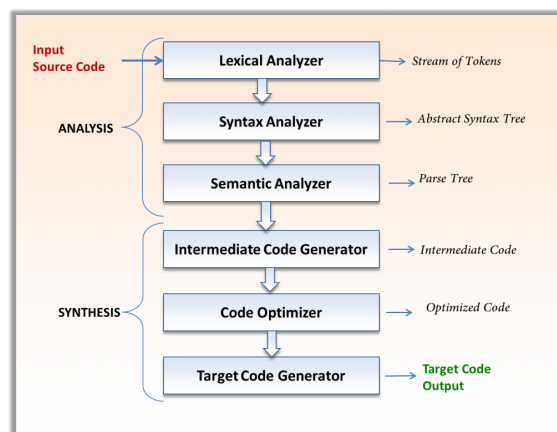 Input
Source Code
Lexical Analyzer
Stream of Tokens
ANALYSIS
Syntax Analyzer
Abstract Syntax Tree
Semantic Analyzer
Parse Tree
Intermediate Code Generator
Intermediate Code
SYNTHESIS
Code Optimizer
Optimized Code
Target Code Generator
Target Code
Output